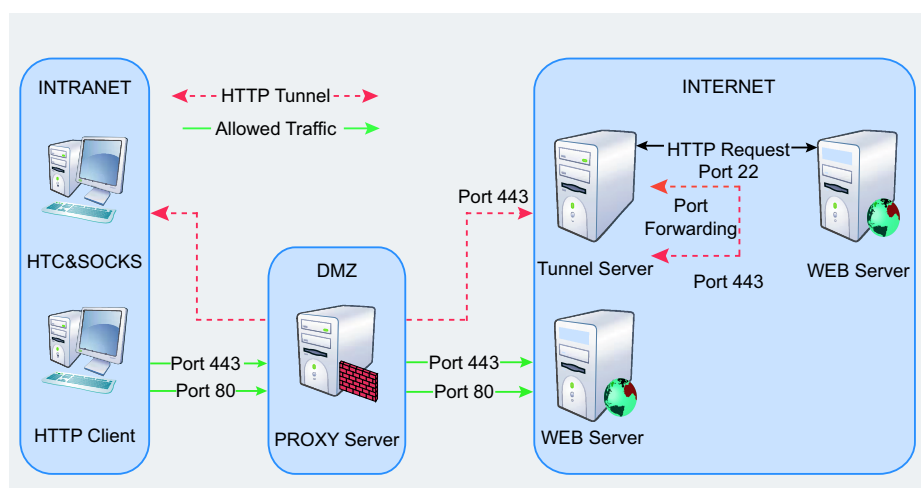 INTRANET
HTTP Tunnel
Allowed Traffic
INTERNET
HTTP Request
Port 22
Port 443
Port
Forwarding
HTC&SOCKS
DMZ
Tunnel Server
WEB Server
Port 443
Port 443
Port 443
Port 80
Port 80
HTTP Client
PROXY Server
WEB Server